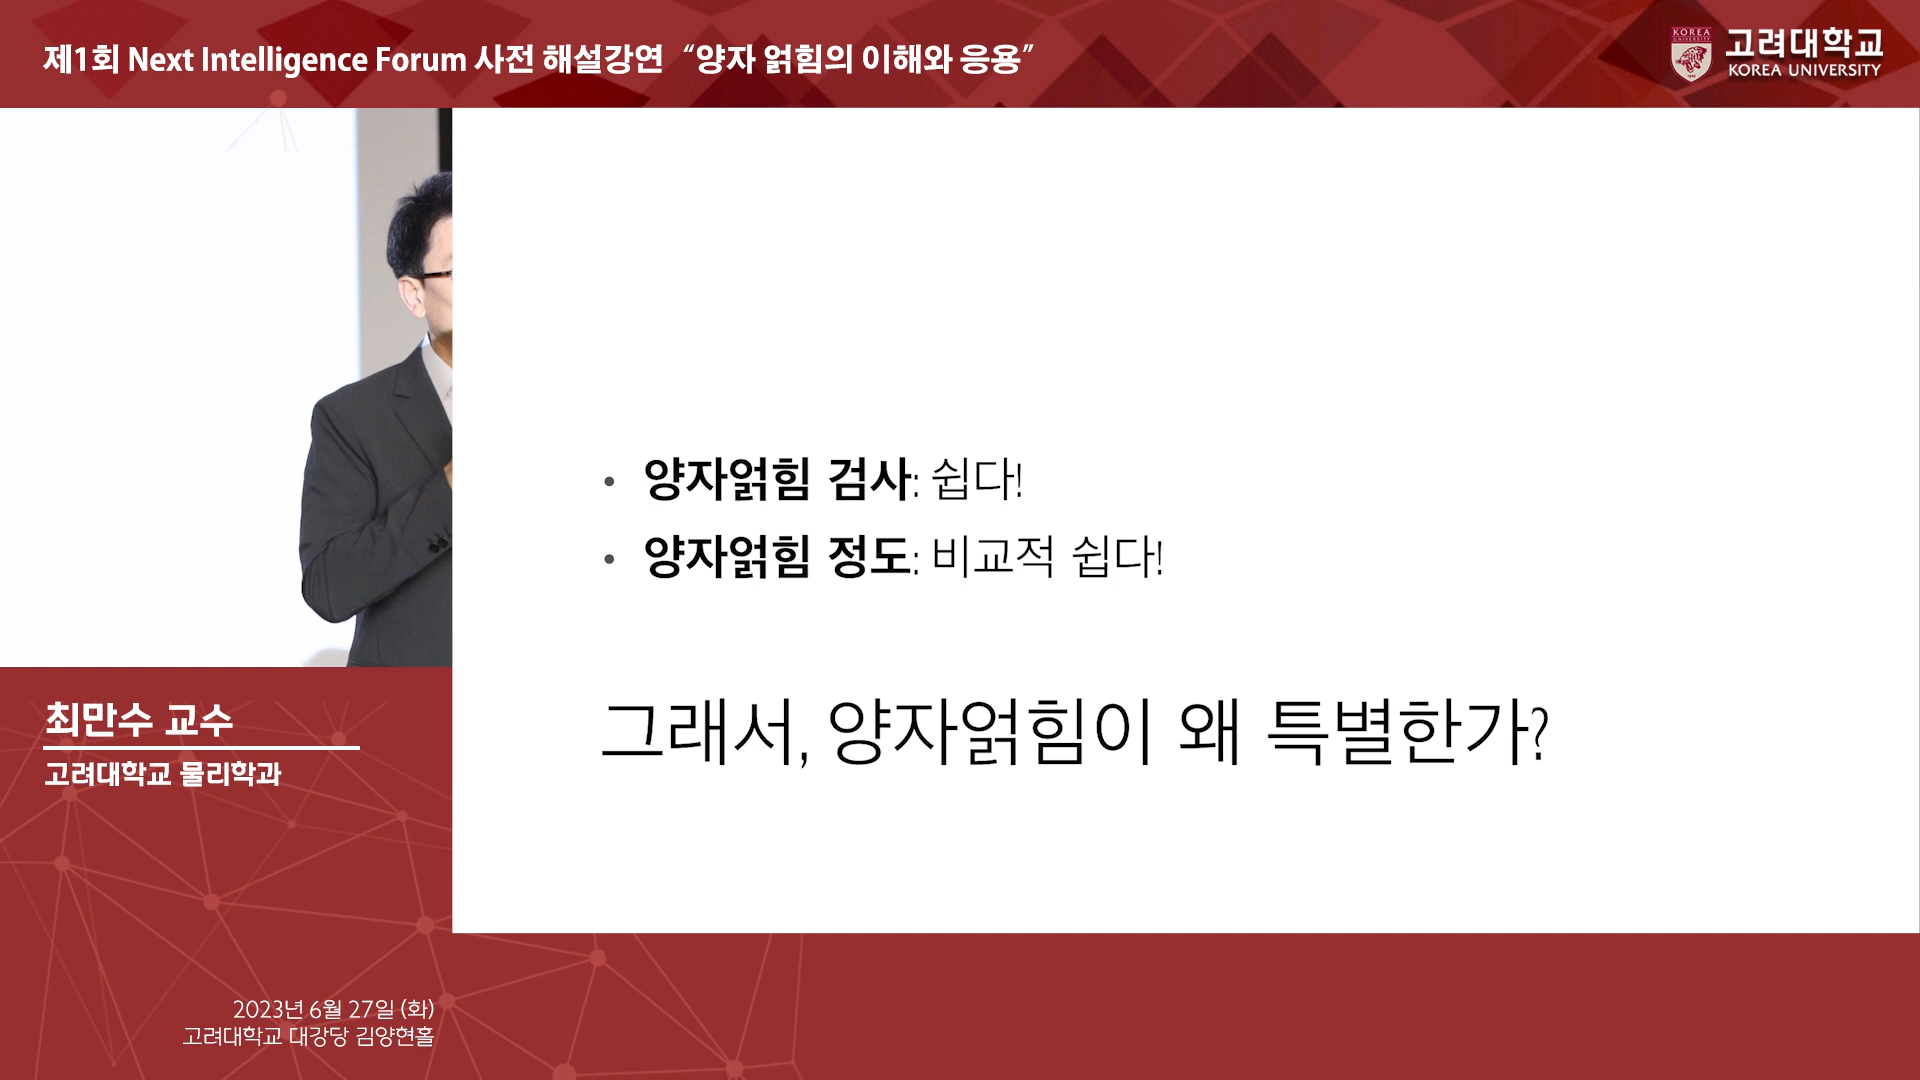 제1회 Next Intelligence Forum 사전 해설강연 “양자 얽힘의 이해와 응용”
KOREA
UNIVERSITY
고려대학교
KOREA UNIVERSITY
• 양자얽힘 검사: 쉽다!
• 양자얽힘 정도: 비교적 쉽다!
그래서, 양자얽힘이 왜 특별한가?
최만수 교수
고려대학교 물리학과
2023년 6월 27일 (화)
고려대학교 대강당 김양현홀